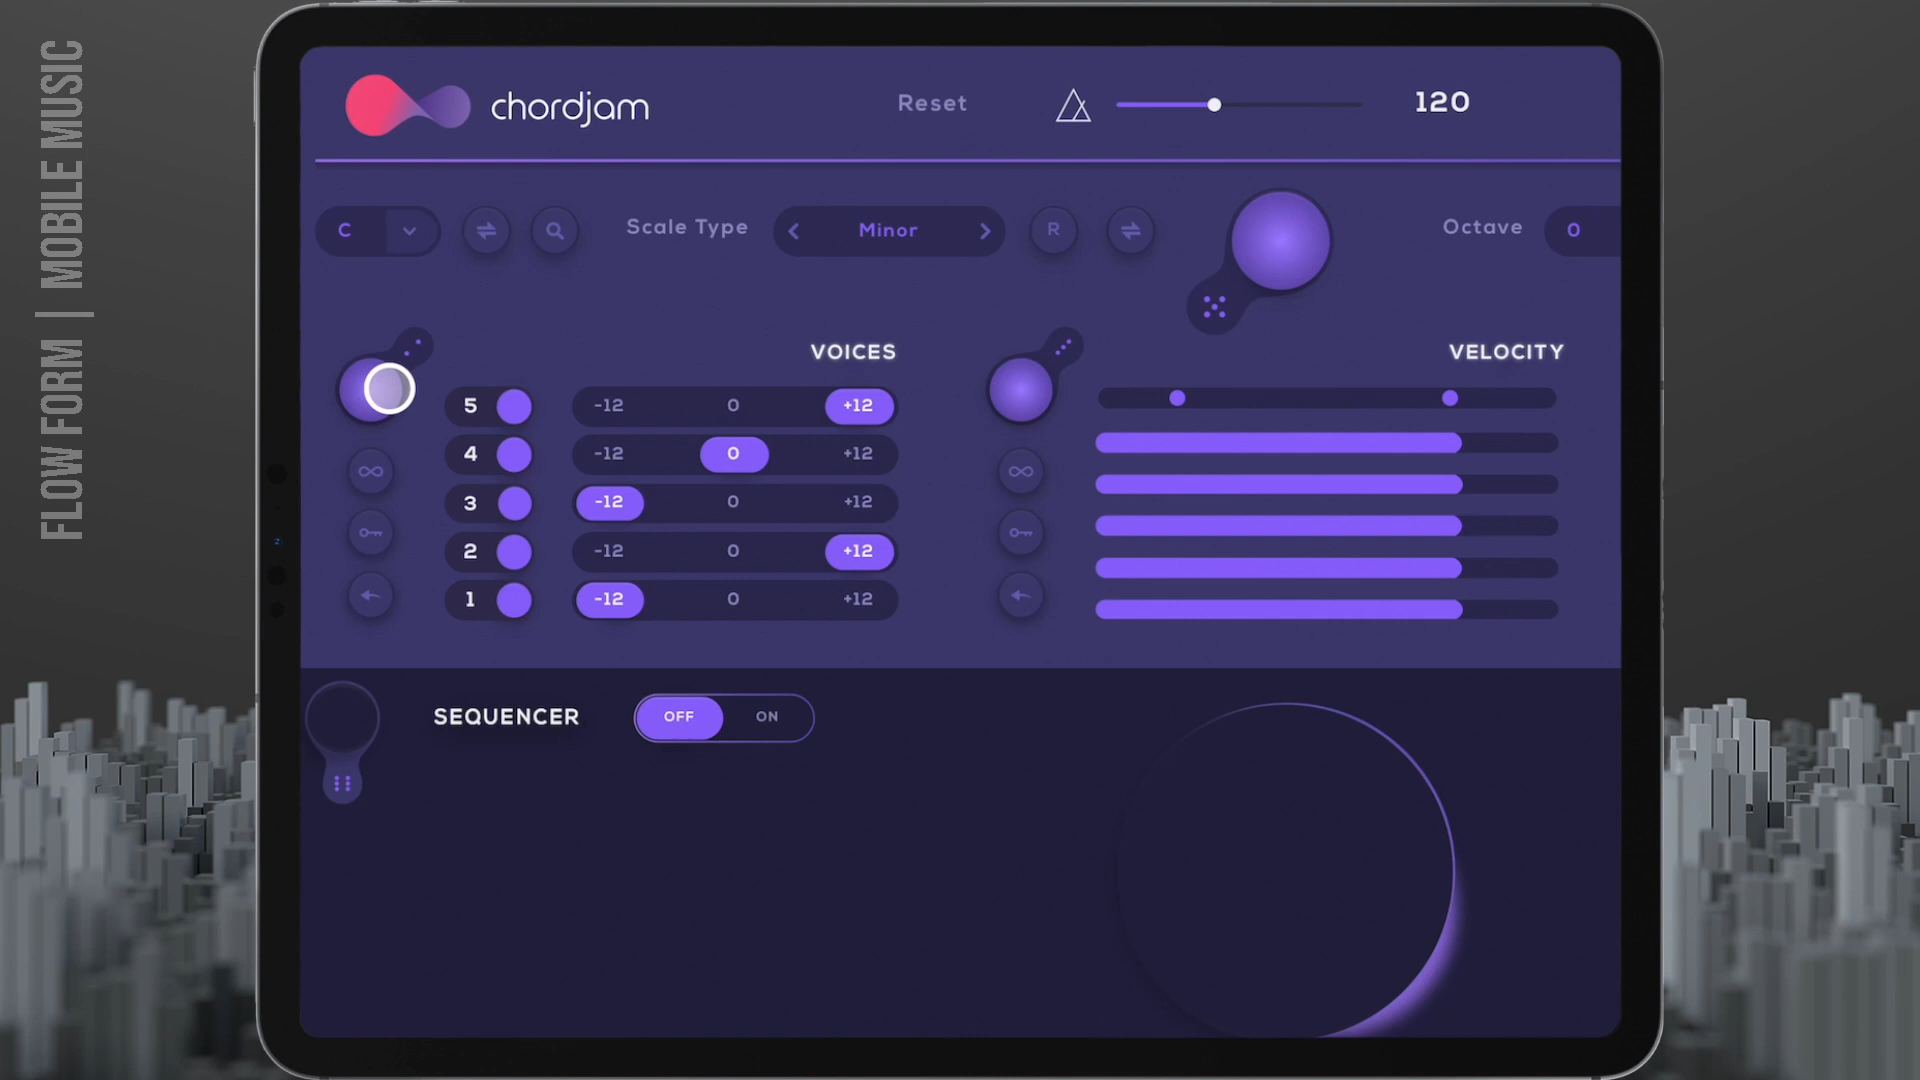 FLOW FORM | MOBILE MUSIC
chordjam
Reset
120
C
Scale Type
Minor
R
Octave
0
VOICES
VELOCITY
5
-12 0 +12
4
-12 0 +12
3
-12 0 +12
2
-12 0 +12
1
-12 0 +12
SEQUENCER
OFF ON